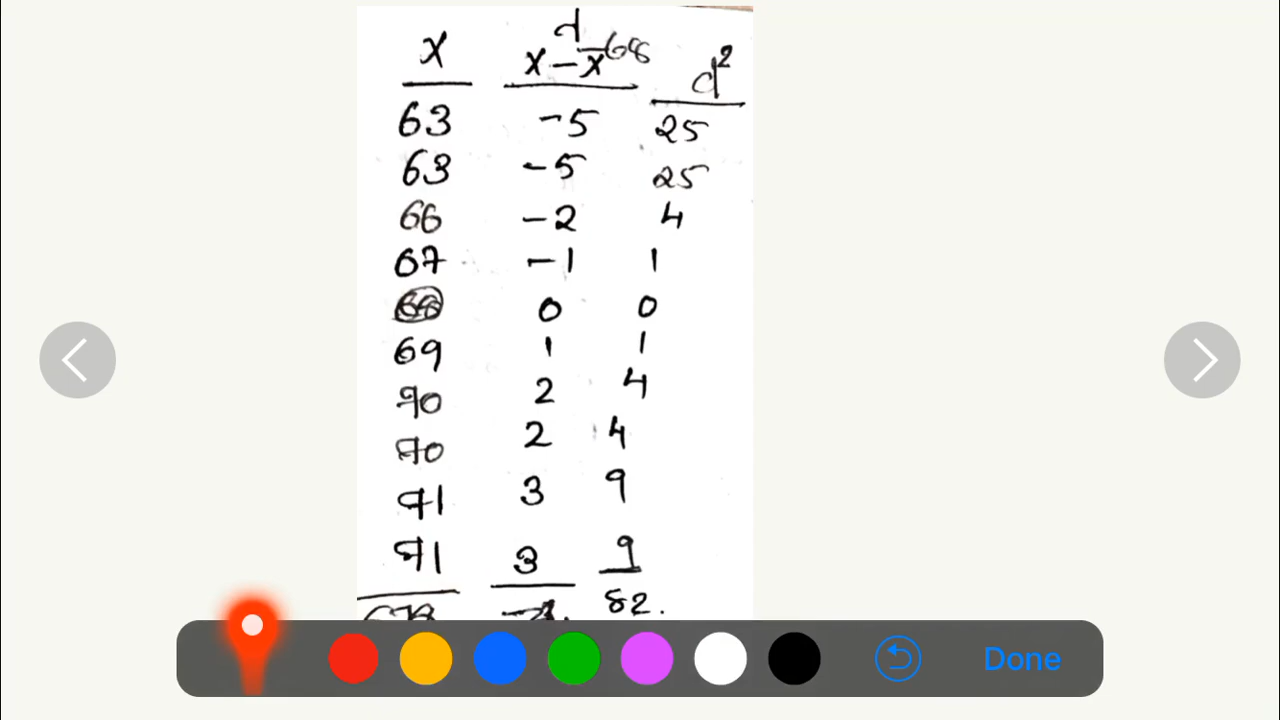 d
x x – x̄ 68 d²
63 -5 25
63 -5 25
66 -2 4
67 -1 1
0 0
69 1 1
70 2 4
70 2 4
71 3 9
71 3 9
82.
Done